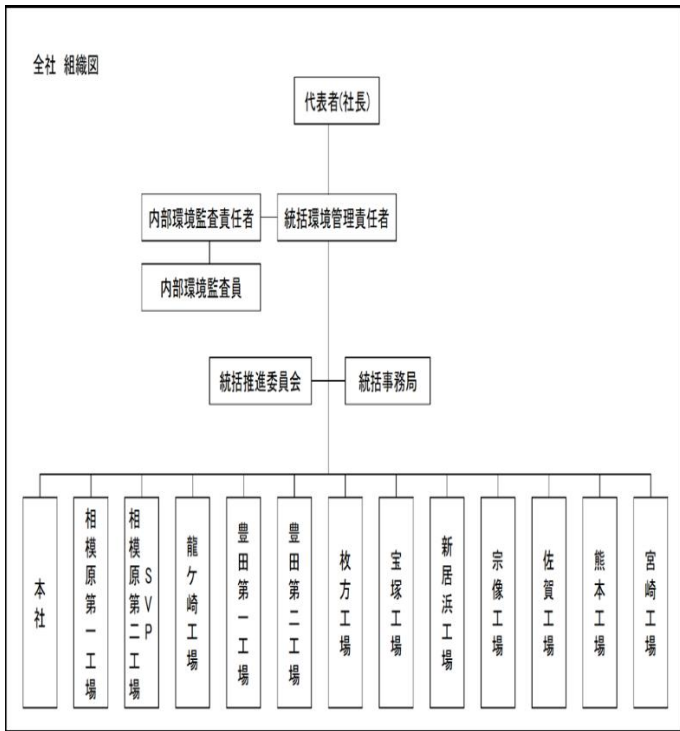 全社 組織図
代表者(社長)
内部環境監査責任者
統括環境管理責任者
内部環境監査員
統括推進委員会
統括事務局
本社
相模原第一工場
相模原第二工場
SVP
龍ケ崎工場
豊田第一工場
豊田第二工場
枚方工場
宝塚工場
新居浜工場
宗像工場
佐賀工場
熊本工場
宮崎工場